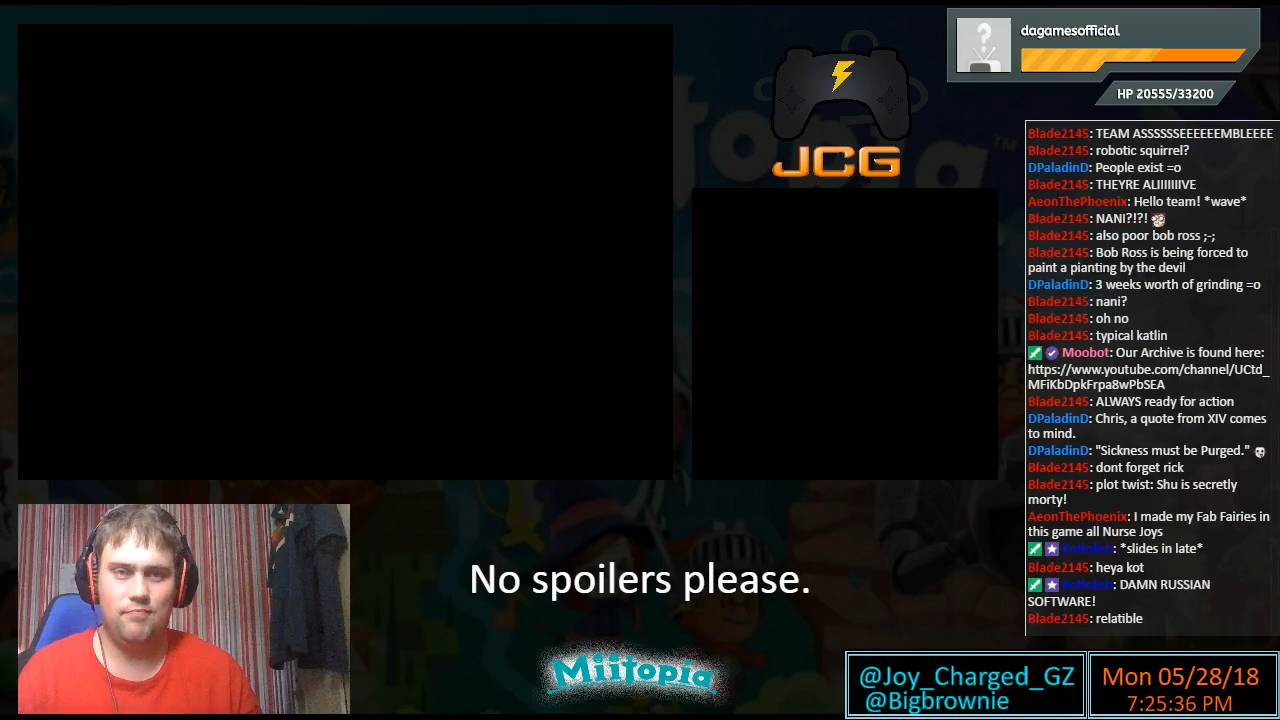 dagamesofficial
HP 20555/33200
JCG
Blade2145: TEAM ASSSSSSEEEEEEMBLEEEE
Blade2145: robotic squirrel?
DPaladinD: People exist =o
Blade2145: THEYRE ALIIIIIIIVE
AeonThePhoenix: Hello team! *wave*
Blade2145: NANI?!?!
Blade2145: also poor bob ross ;-;
Blade2145: Bob Ross is being forced to
paint a pianting by the devil
DPaladinD: 3 weeks worth of grinding =o
Blade2145: nani?
Blade2145: oh no
Blade2145: typical katlin
Moobot: Our Archive is found here:
https://www.youtube.com/channel/UCtd_
MFiKbDpkFrpa8wPbSEA
Blade2145: ALWAYS ready for action
DPaladinD: Chris, a quote from XIV comes
to mind.
DPaladinD: "Sickness must be Purged."
Blade2145: dont forget rick
Blade2145: plot twist: Shu is secretly
morty!
AeonThePhoenix: I made my Fab Fairies in
this game all Nurse Joys
: *slides in late*
Blade2145: heya kot
: DAMN RUSSIAN
SOFTWARE!
Blade2145: relatible
No spoilers please.
Miitopia
@Joy_Charged_GZ
@Bigbrownie
Mon 05/28/18
7:25:36 PM